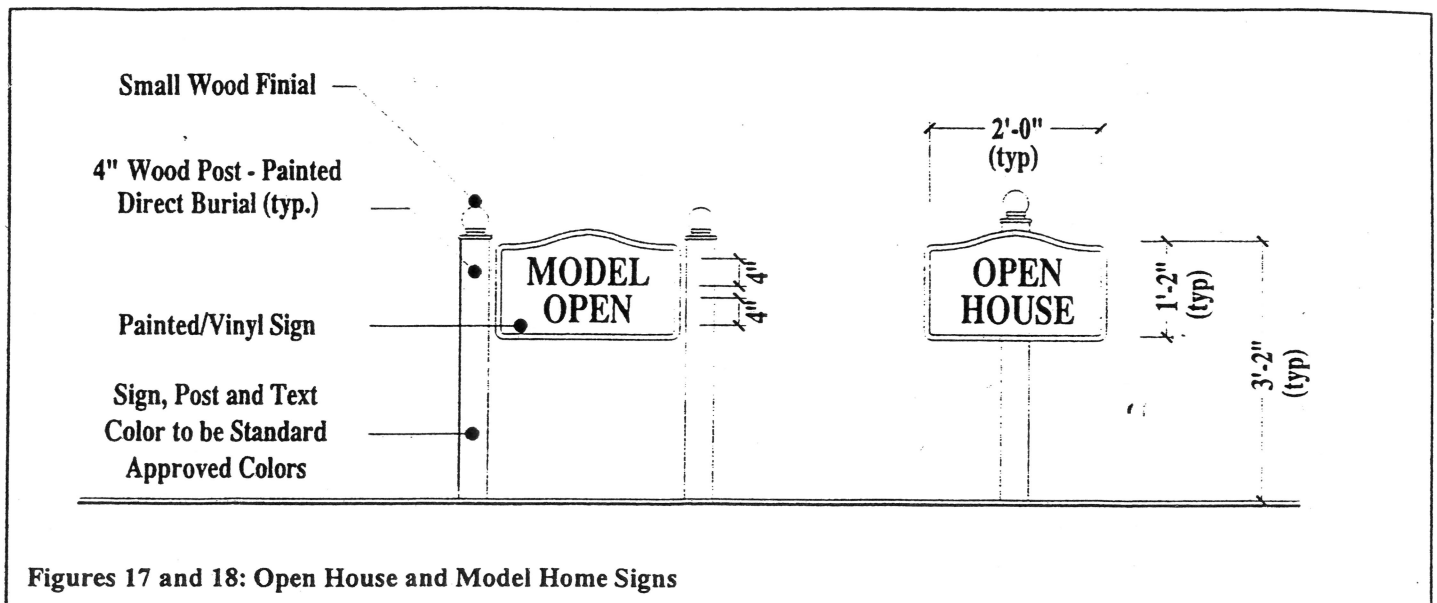 Small Wood Finial
4" Wood Post - Painted
Direct Burial (typ.)
Painted/Vinyl Sign
Sign, Post and Text
Color to be Standard
Approved Colors
MODEL
OPEN
4"
4"
2'-0"
(typ)
OPEN
HOUSE
1'-2"
(typ)
3'-2"
(typ)
Figures 17 and 18: Open House and Model Home Signs